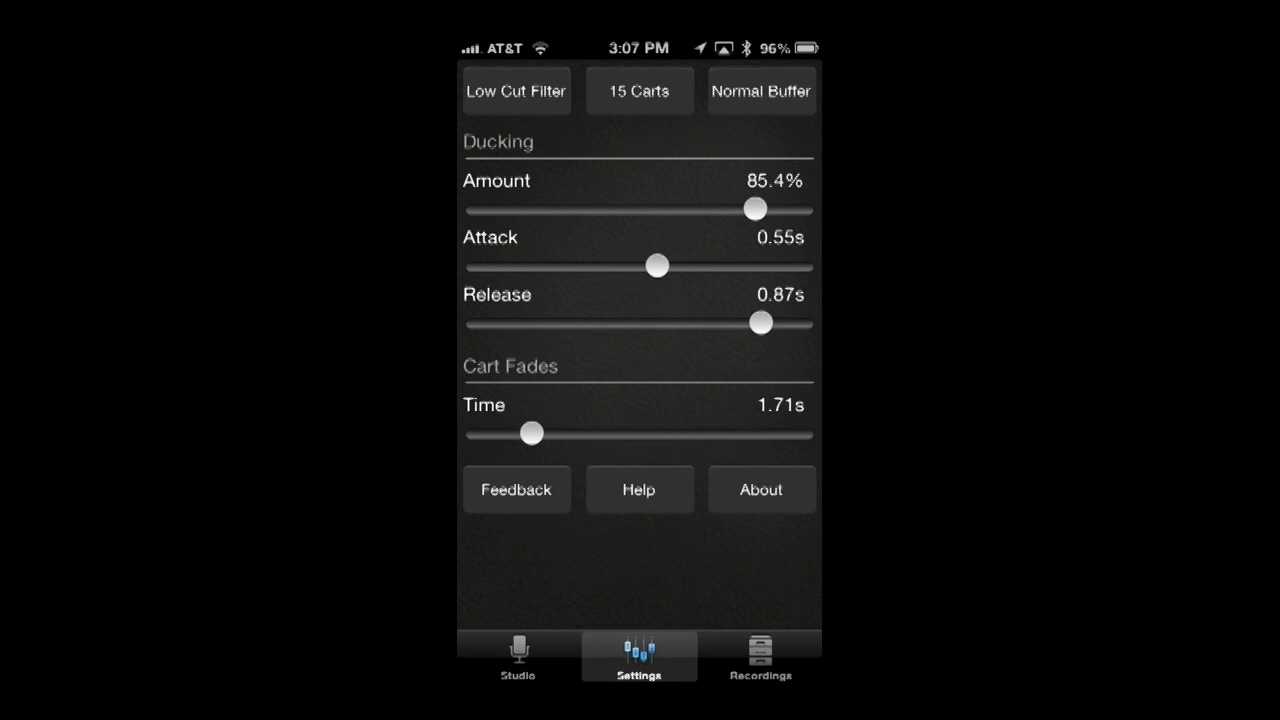 AT&T 3:07 PM 96%
Low Cut Filter 15 Carts Normal Buffer
Ducking
Amount 85.4%
Attack 0.55s
Release 0.87s
Cart Fades
Time 1.71s
Feedback Help About
Studio Settings Recordings